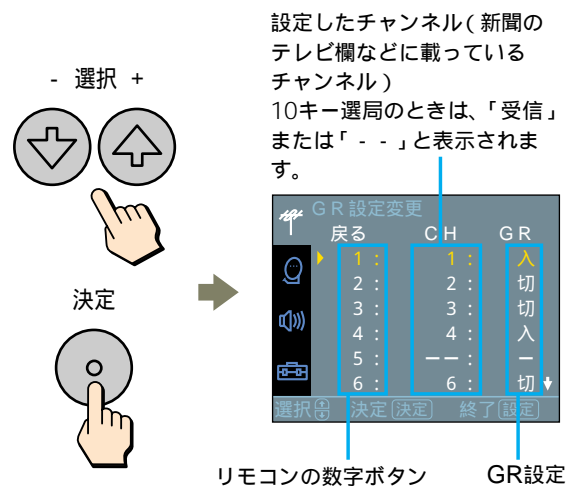 設定したチャンネル(新聞の
テレビ欄などに載っている
チャンネル)
10キー選局のときは、「受信」
または「 - - 」と表示されま
す。
- 選択 +
決定
GR設定変更
戻る CH GR
1: 1: 入
2: 2: 切
3: 3: 切
4: 4: 入
5: −−: −
6: 6: 切
選択 決定[決定] 終了[設定]
リモコンの数字ボタン GR設定